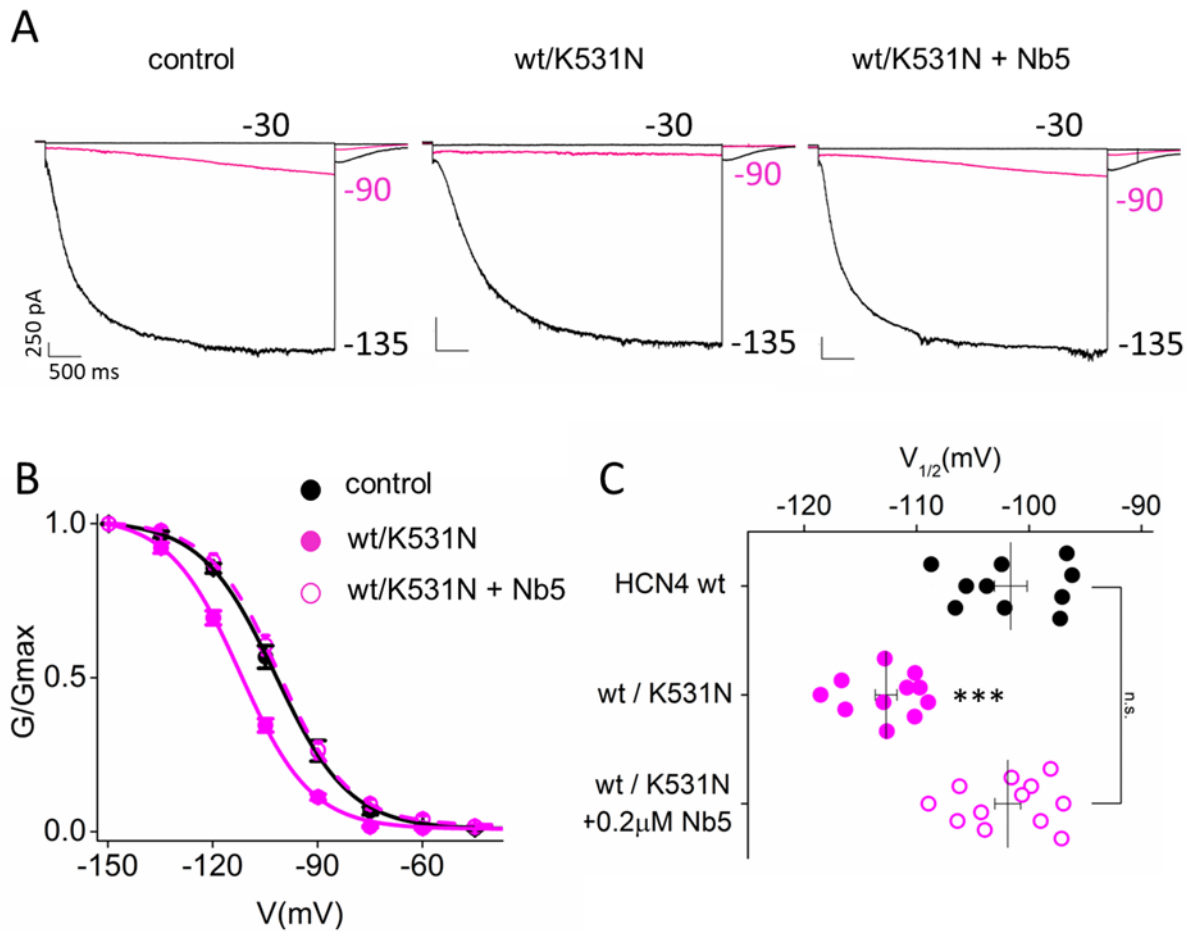 A
control
wt/K531N
wt/K531N + Nb5
-30
-30
-30
-90
-90
-90
250 pA
500 ms
-135
-135
-135
B
control
wt/K531N
wt/K531N + Nb5
1.0
0.5
0.0
G/Gmax
-150
-120
-90
-60
V(mV)
C
V1/2(mV)
-120
-110
-100
-90
HCN4 wt
wt / K531N
***
n.s.
wt / K531N
+0.2μM Nb5